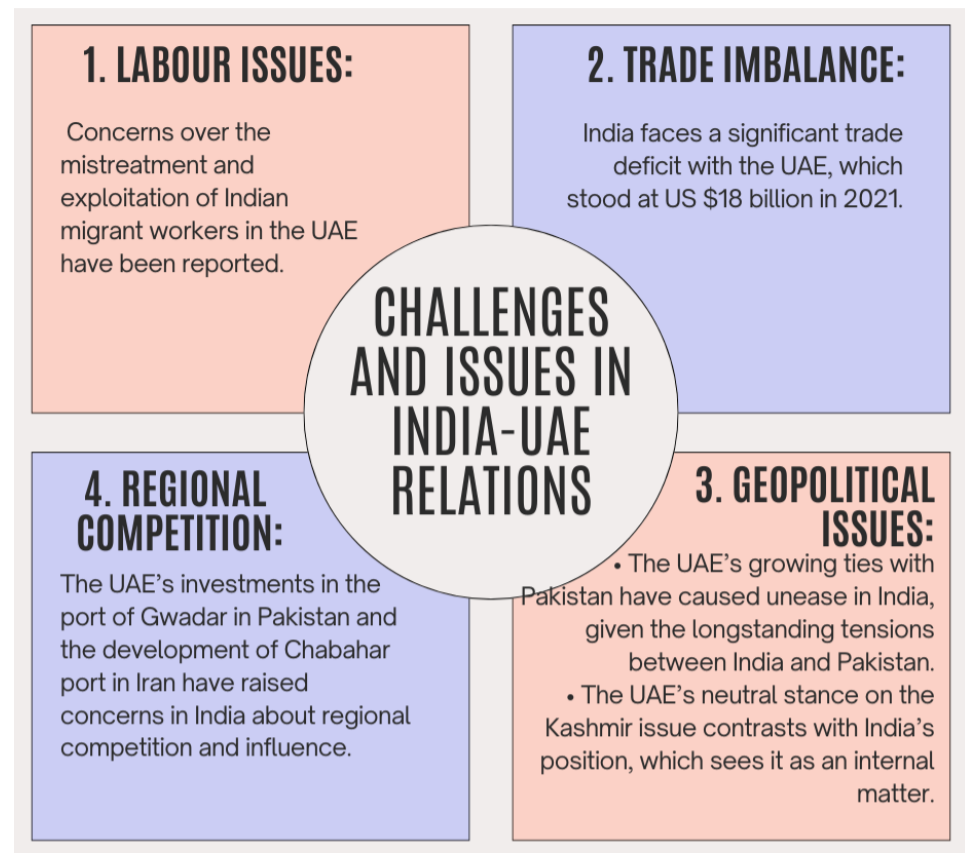 1. LABOUR ISSUES:
Concerns over the
mistreatment and
exploitation of Indian
migrant workers in the UAE
have been reported.
2. TRADE IMBALANCE:
India faces a significant trade
deficit with the UAE, which
stood at US $18 billion in 2021.
CHALLENGES
AND ISSUES IN
INDIA-UAE
RELATIONS
3. GEOPOLITICAL
ISSUES:
• The UAE’s growing ties with
Pakistan have caused unease in India,
given the longstanding tensions
between India and Pakistan.
• The UAE’s neutral stance on the
Kashmir issue contrasts with India’s
position, which sees it as an internal
matter.
4. REGIONAL
COMPETITION:
The UAE’s investments in the
port of Gwadar in Pakistan and
the development of Chabahar
port in Iran have raised
concerns in India about regional
competition and influence.